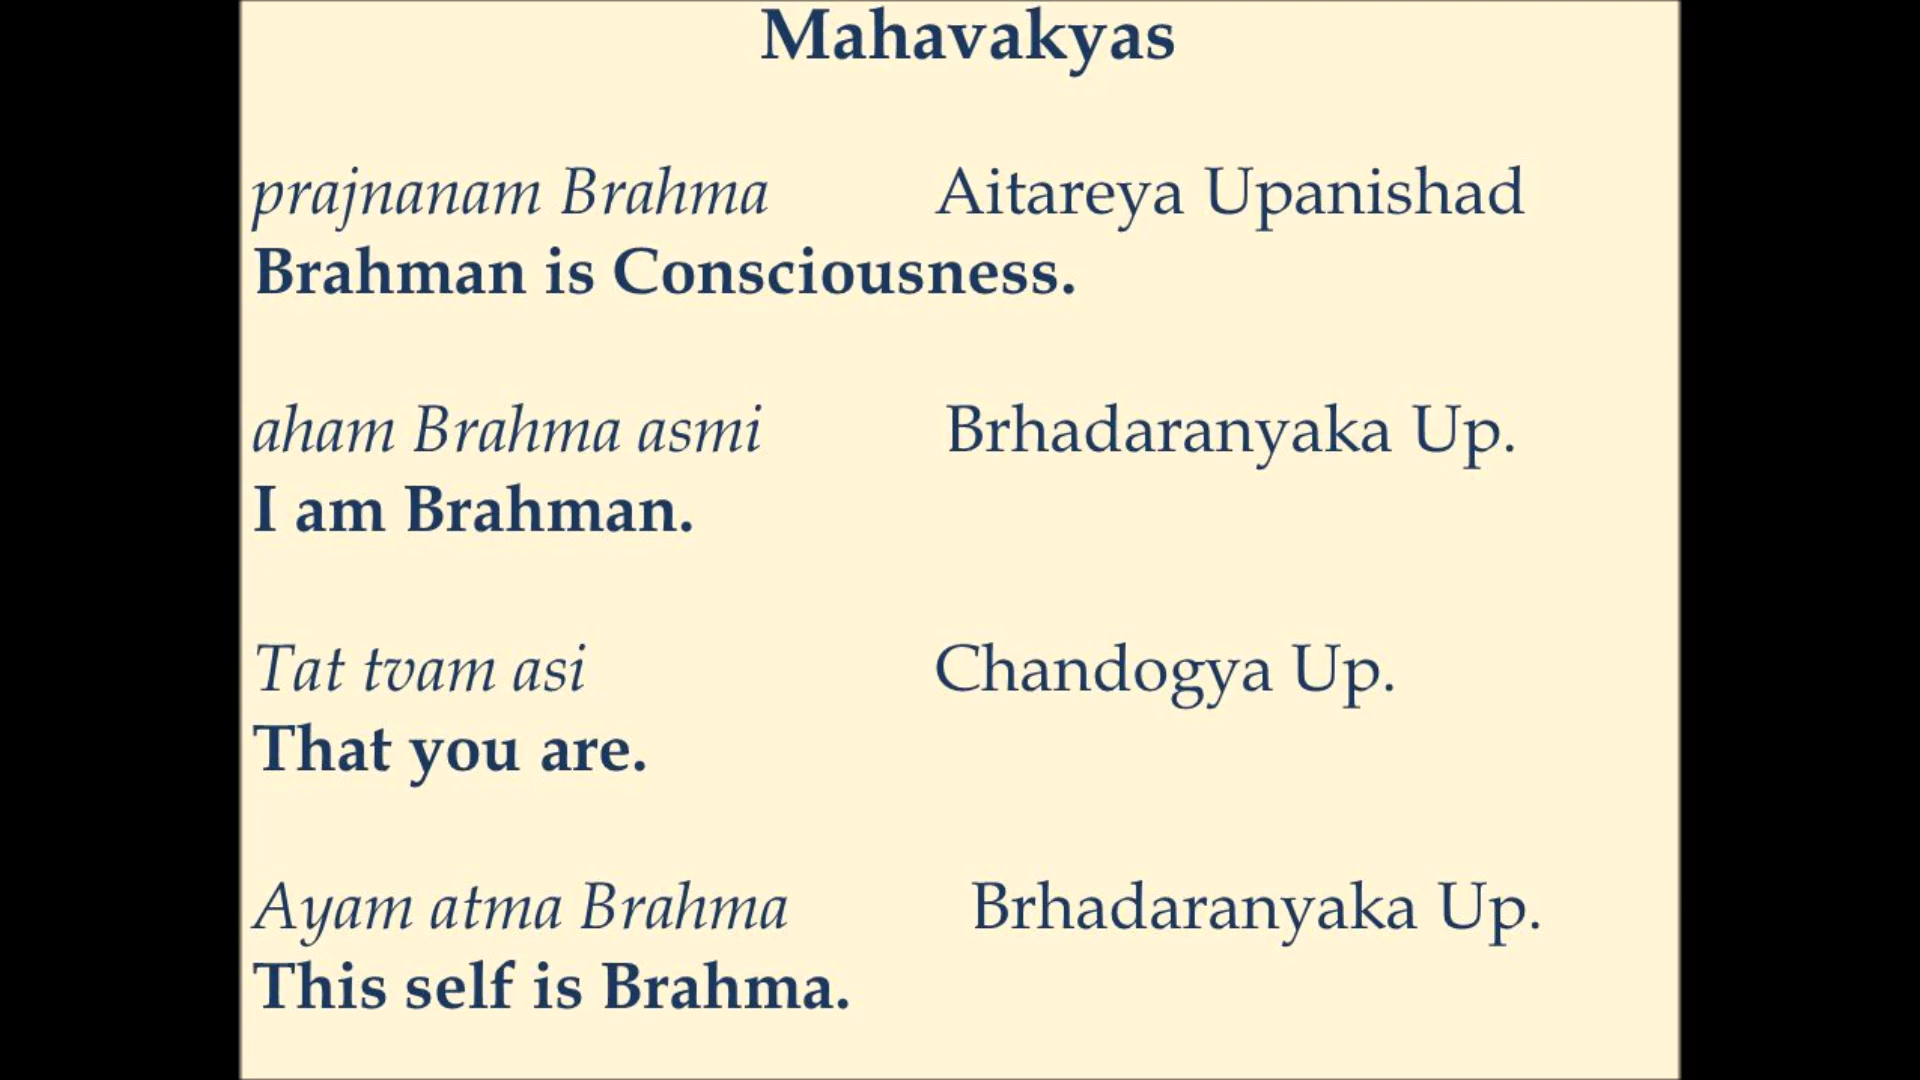 Mahavakyas
prajnanam Brahma Aitareya Upanishad
Brahman is Consciousness.
aham Brahma asmi Brhadaranyaka Up.
I am Brahman.
Tat tvam asi Chandogya Up.
That you are.
Ayam atma Brahma Brhadaranyaka Up.
This self is Brahma.